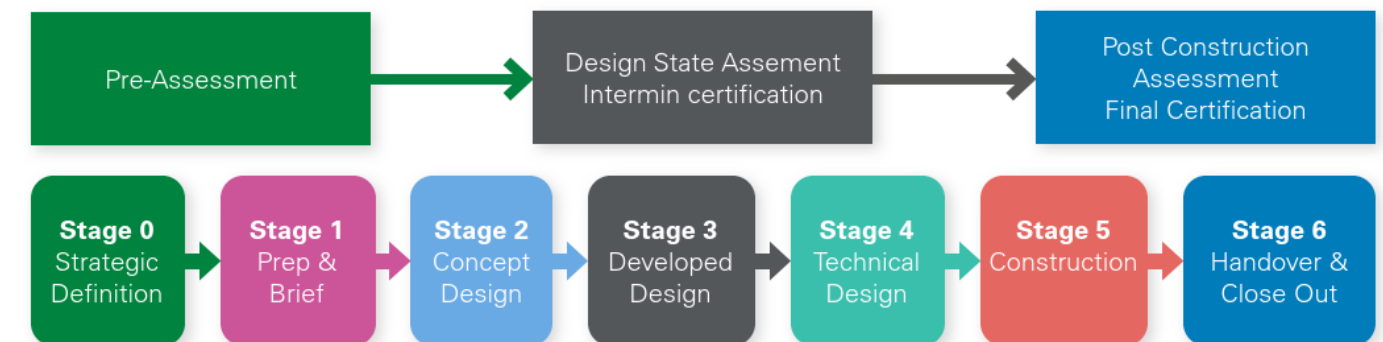 Pre-Assessment
Design State Assement
Intermin certification
Post Construction
Assessment
Final Certification
Stage 0
Strategic
Definition
Stage 1
Prep &
Brief
Stage 2
Concept
Design
Stage 3
Developed
Design
Stage 4
Technical
Design
Stage 5
Construction
Stage 6
Handover &
Close Out